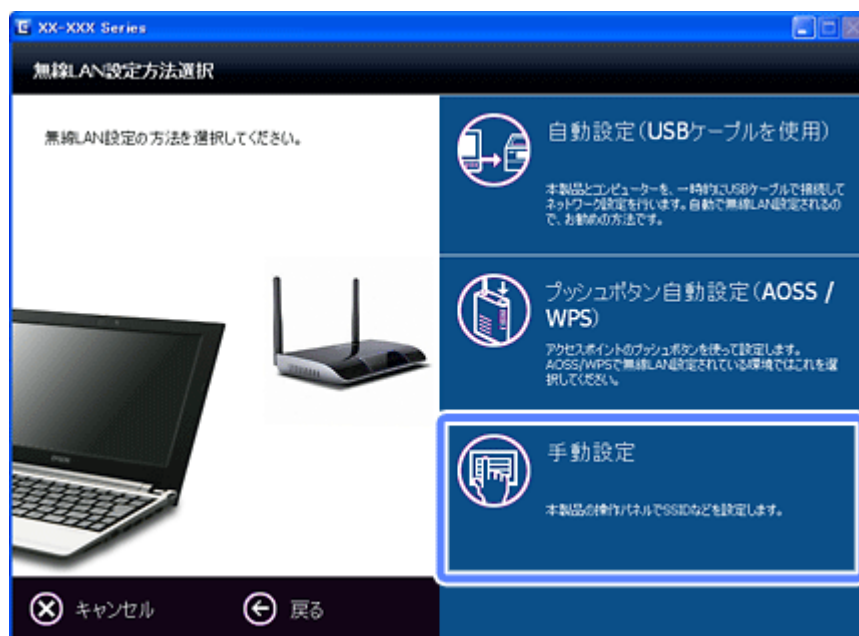 XX-XXX Series
無線LAN設定方法選択
無線LAN設定の方法を選択してください。
自動設定(USBケーブルを使用)
本製品とコンピューターを、一時的にUSBケーブルで接続して
ネットワーク設定を行います。自動で無線LAN設定されるの
で、お勧めの方法です。
プッシュボタン自動設定(AOSS /
WPS)
アクセスポイントのプッシュボタンを使って設定します。
AOSS/WPSで無線LAN設定されている環境ではこれを選
択してください。
手動設定
本製品の操作パネルでSSIDなどを設定します。
EPSON
キャンセル
戻る